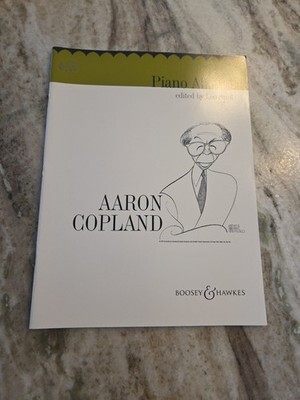 Piano A
edited by
AARON
COPLAND
BOOSEY & HAWKES